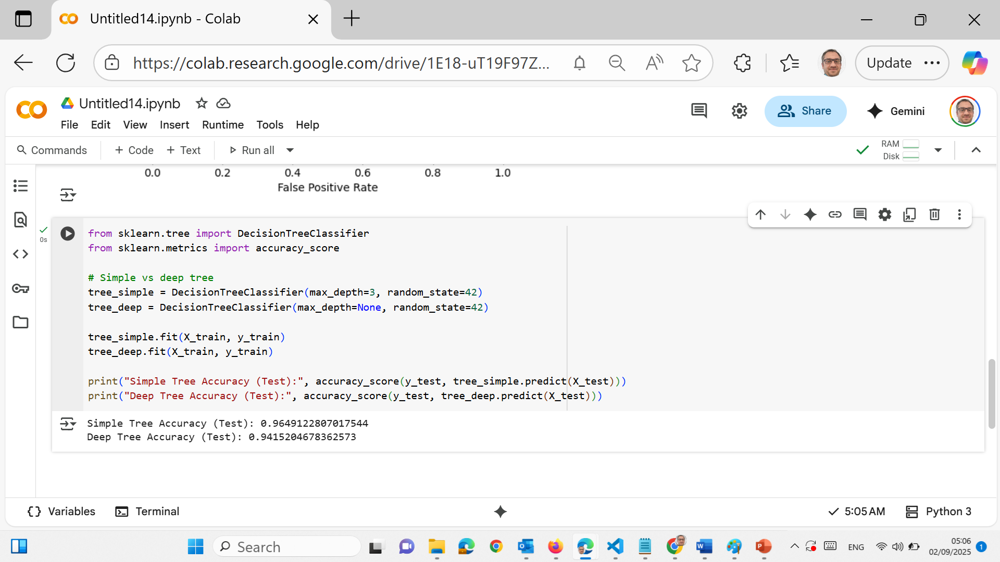 Untitled14.ipynb - Colab
https://colab.research.google.com/drive/1E18-uT19F97Z...
Update
Untitled14.ipynb
Share
Gemini
File Edit View Insert Runtime Tools Help
Commands + Code + Text Run all
RAM
Disk
0.0 0.2 0.4 0.6 0.8 1.0
False Positive Rate
0s
from sklearn.tree import DecisionTreeClassifier
from sklearn.metrics import accuracy_score
# Simple vs deep tree
tree_simple = DecisionTreeClassifier(max_depth=3, random_state=42)
tree_deep = DecisionTreeClassifier(max_depth=None, random_state=42)
tree_simple.fit(X_train, y_train)
tree_deep.fit(X_train, y_train)
print("Simple Tree Accuracy (Test):", accuracy_score(y_test, tree_simple.predict(X_test)))
print("Deep Tree Accuracy (Test):", accuracy_score(y_test, tree_deep.predict(X_test)))
Simple Tree Accuracy (Test): 0.9649122807017544
Deep Tree Accuracy (Test): 0.9415204678362573
Variables Terminal 5:05 AM Python 3
Search
ENG
05:06
02/09/2025
1